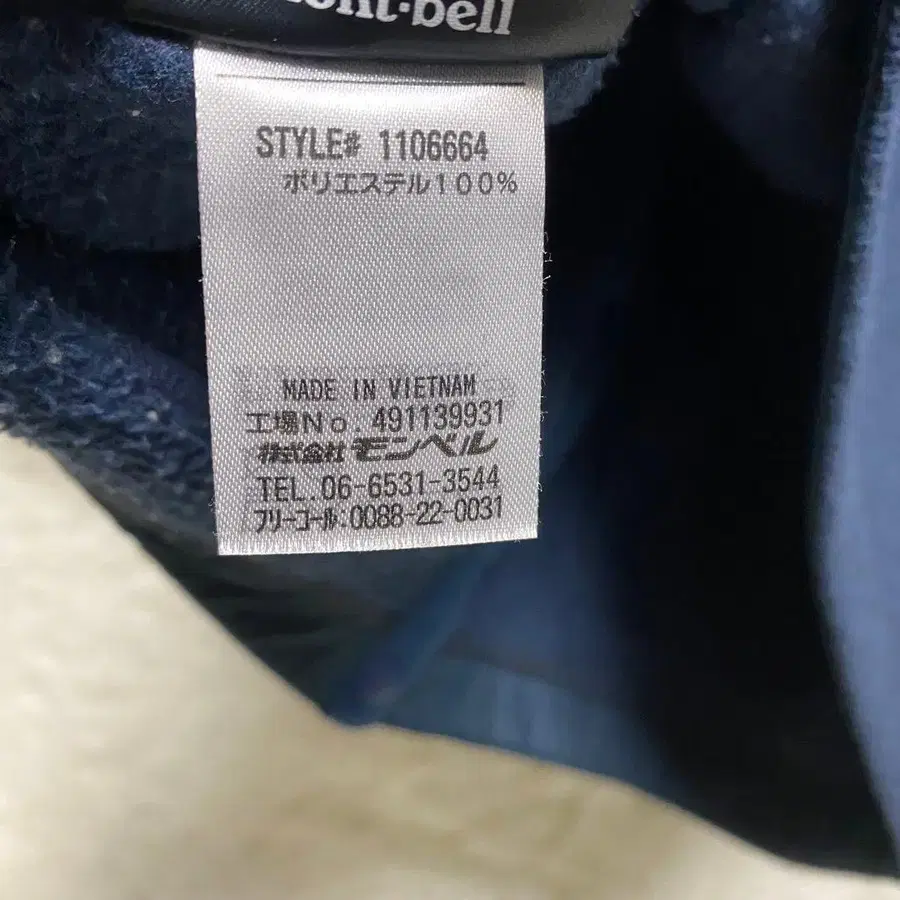 mont-bell
STYLE# 1106664
ポリエステル100%
MADE IN VIETNAM
工場No.491139931
株式会社モンベル
TEL.06-6531-3544
フリーコール:0088-22-0031